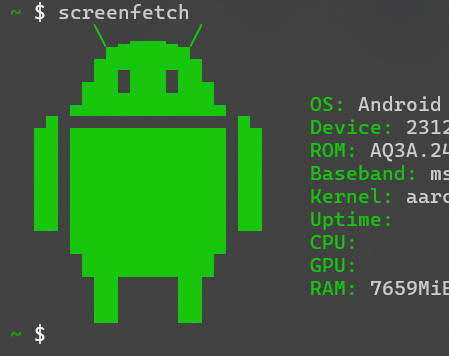 ~ $ screenfetch
OS: Android
Device: 2312
ROM: AQ3A.24
Baseband: ms
Kernel: aarc
Uptime:
CPU:
GPU:
RAM: 7659MiB
~ $